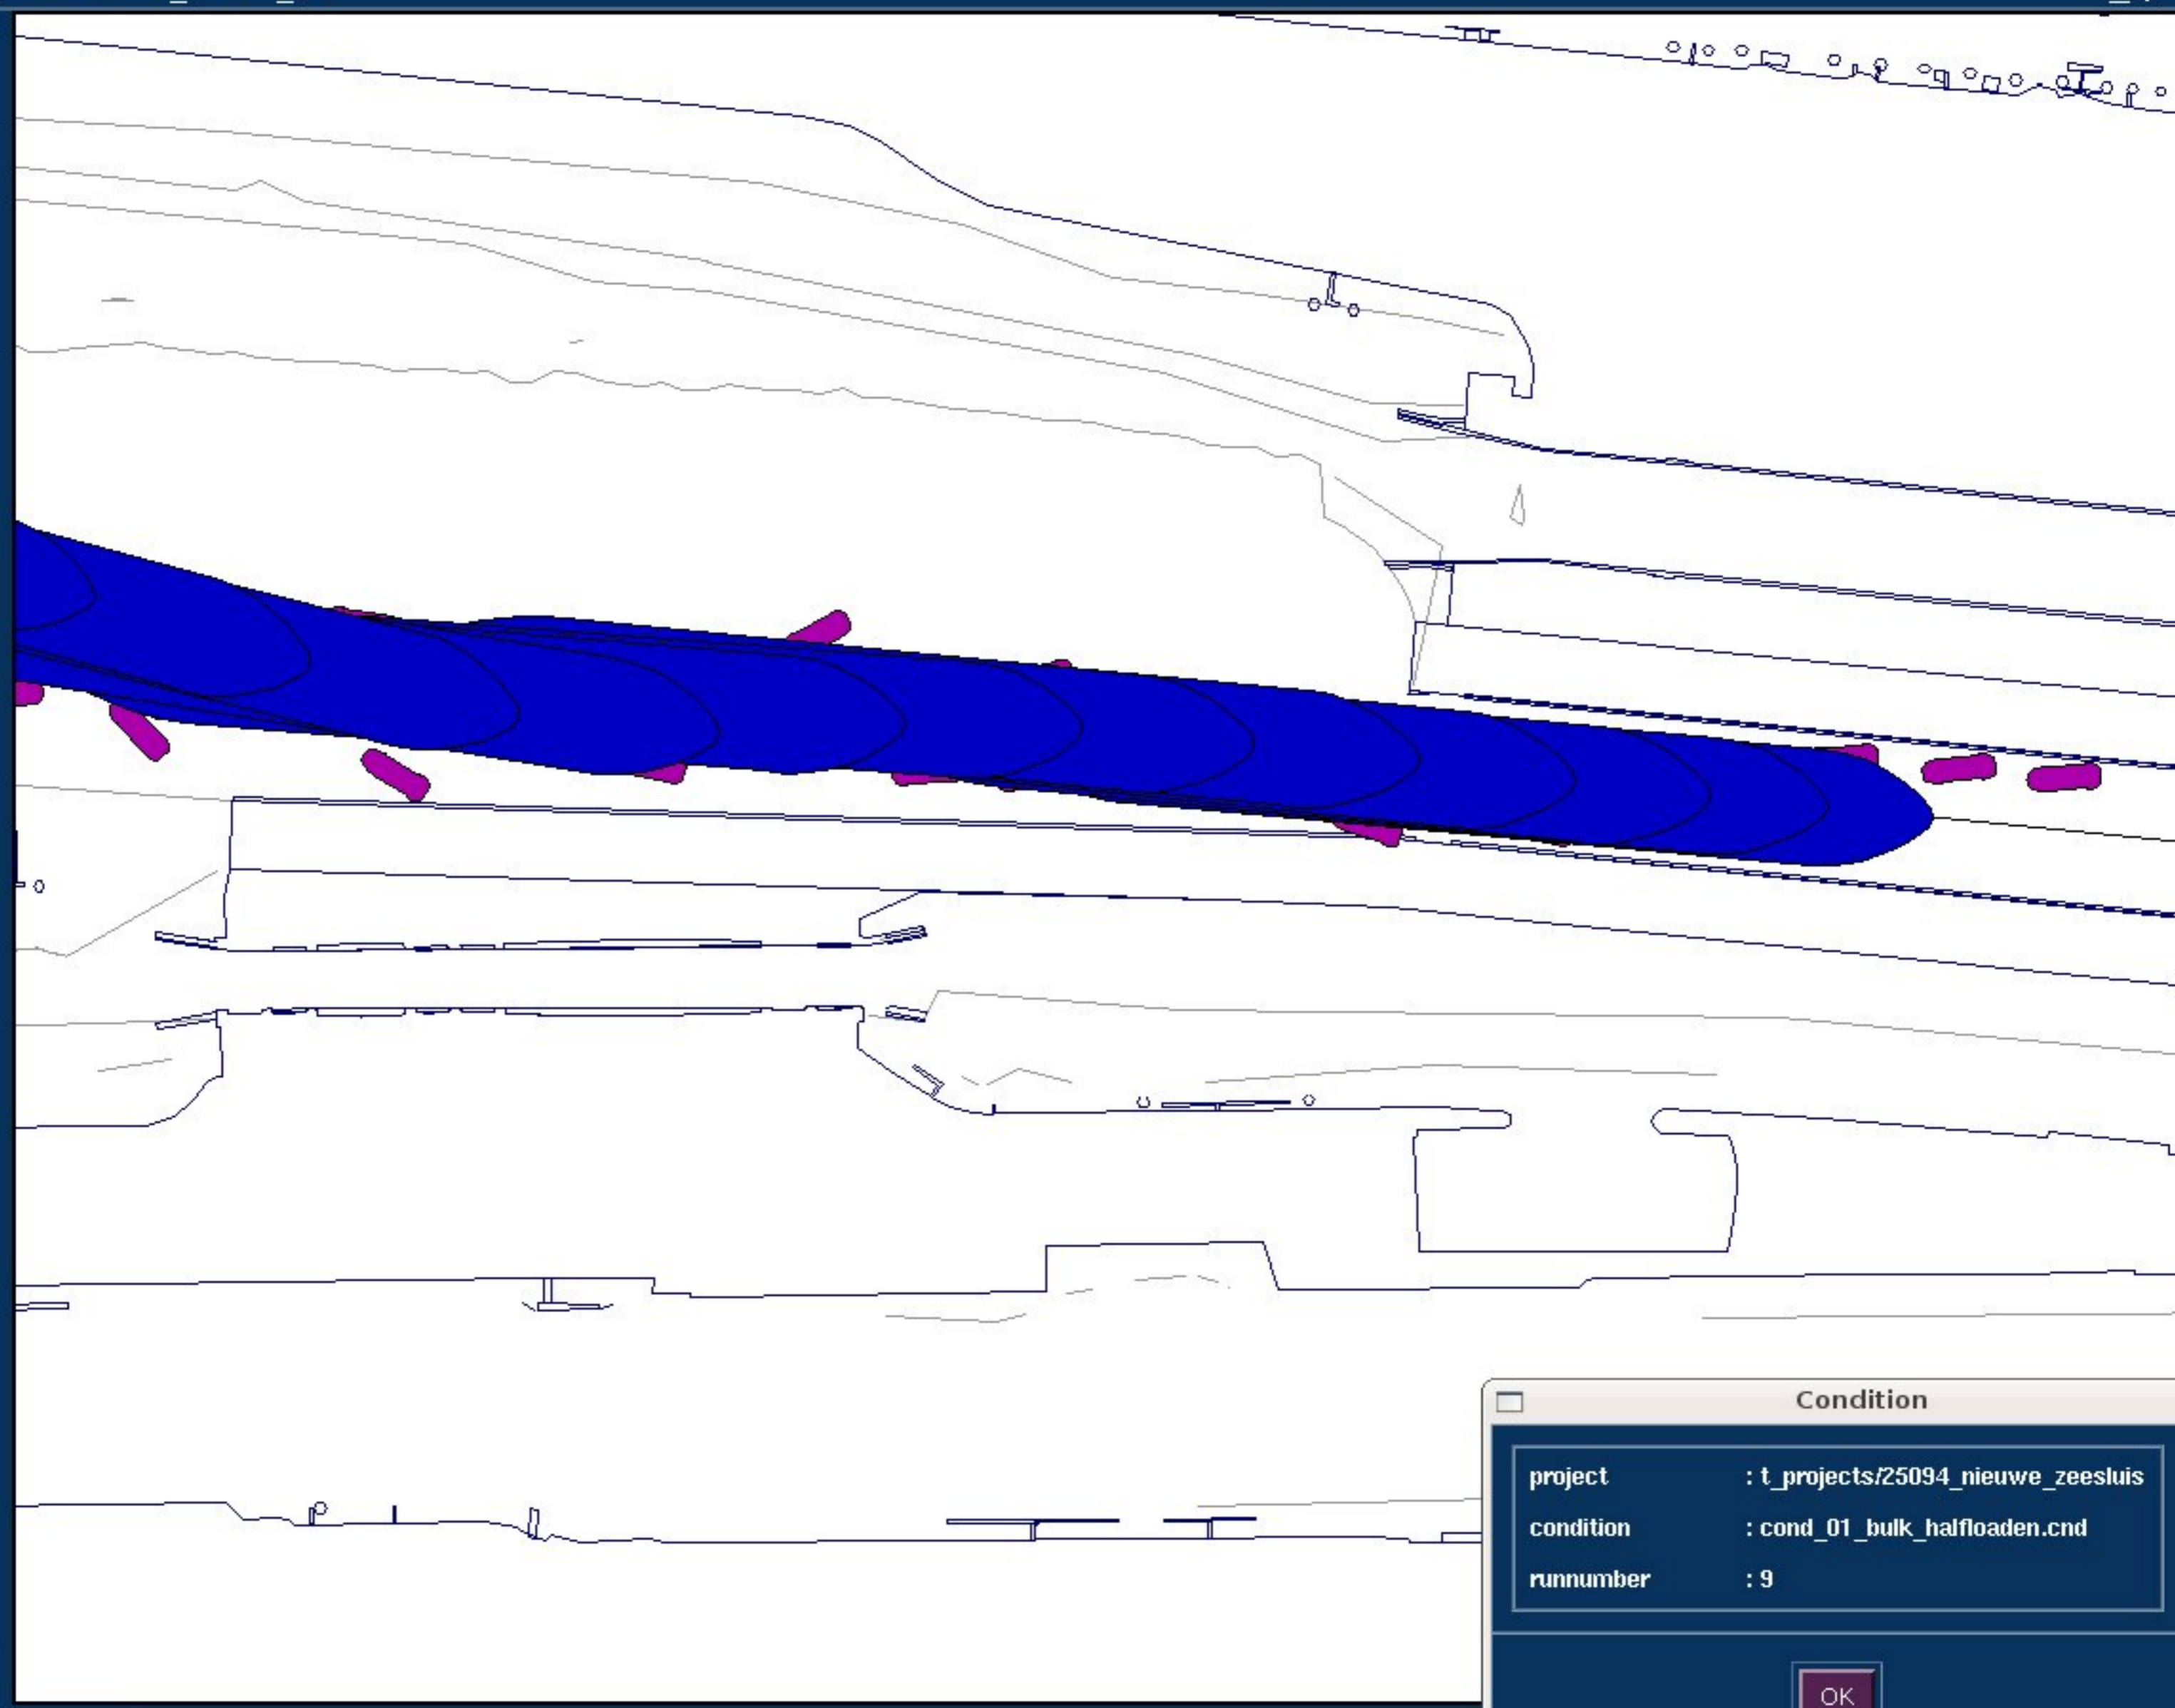 Condition
project : t_projects/25094_nieuwe_zeesluis
condition : cond_01_bulk_halfloaden.cnd
runnumber : 9
OK